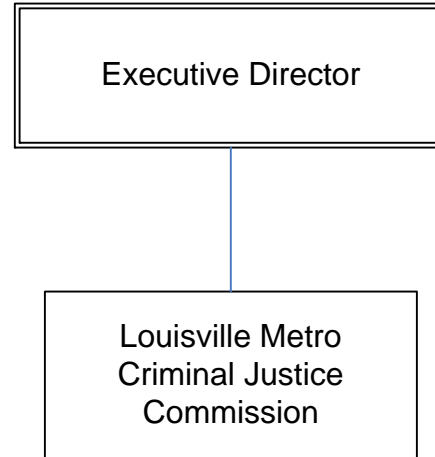 Executive Director
Louisville Metro
Criminal Justice
Commission